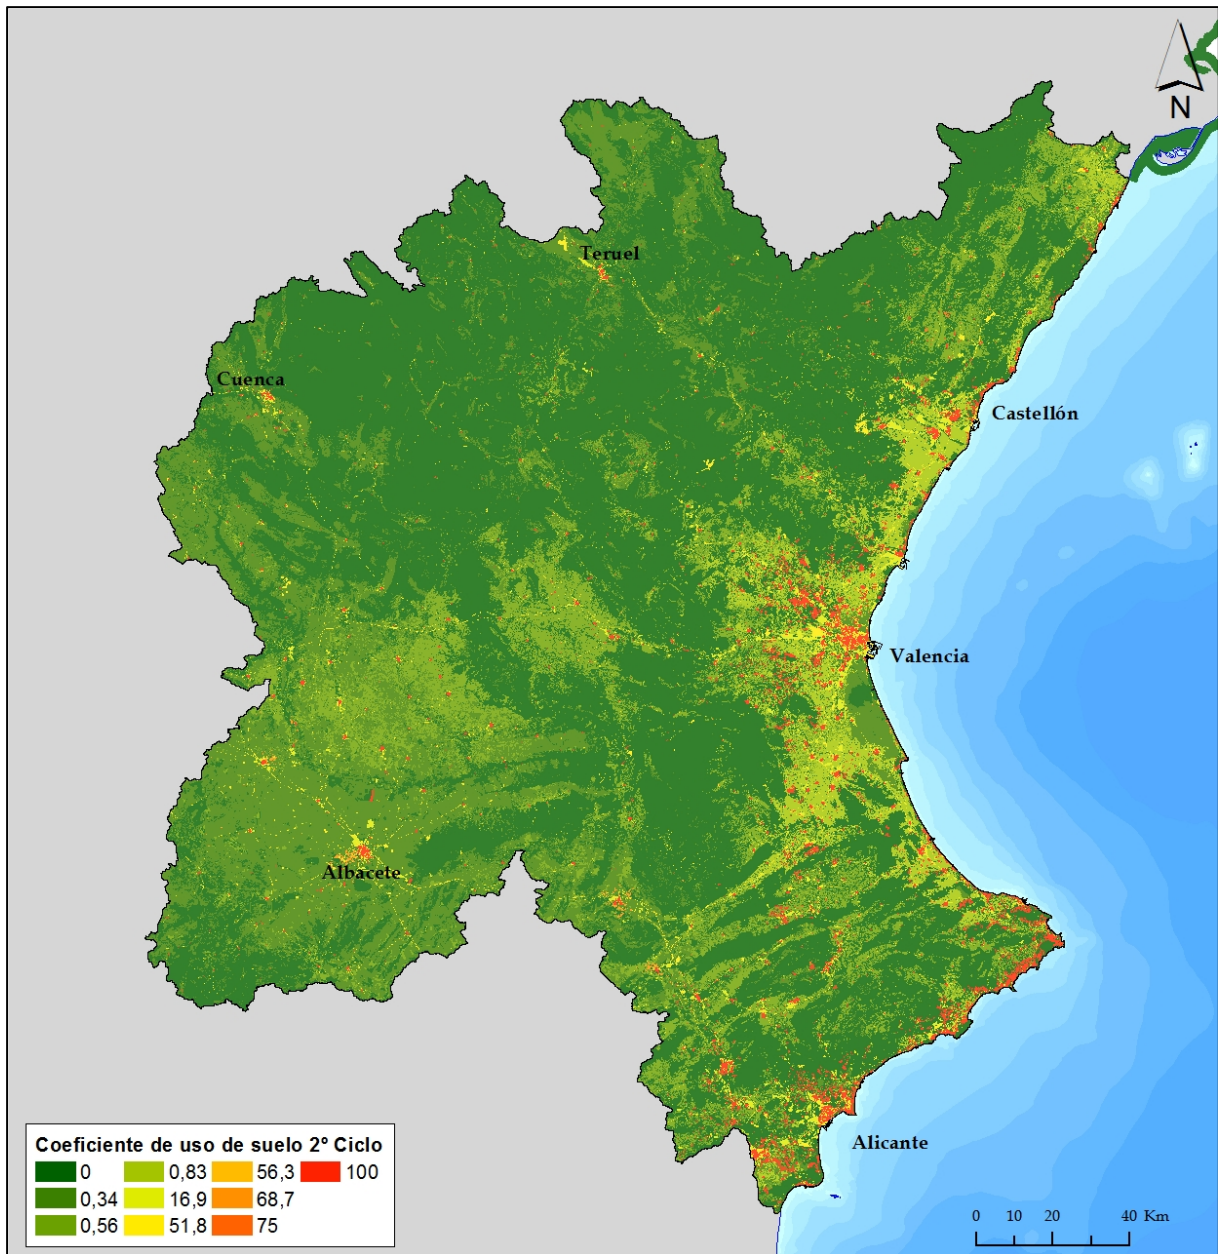 N
Teruel
Cuenca
Castellón
Valencia
Albacete
Alicante
Coeficiente de uso de suelo 2º Ciclo
0 0,83 56,3 100
0,34 16,9 68,7
0,56 51,8 75
0 10 20 40 Km